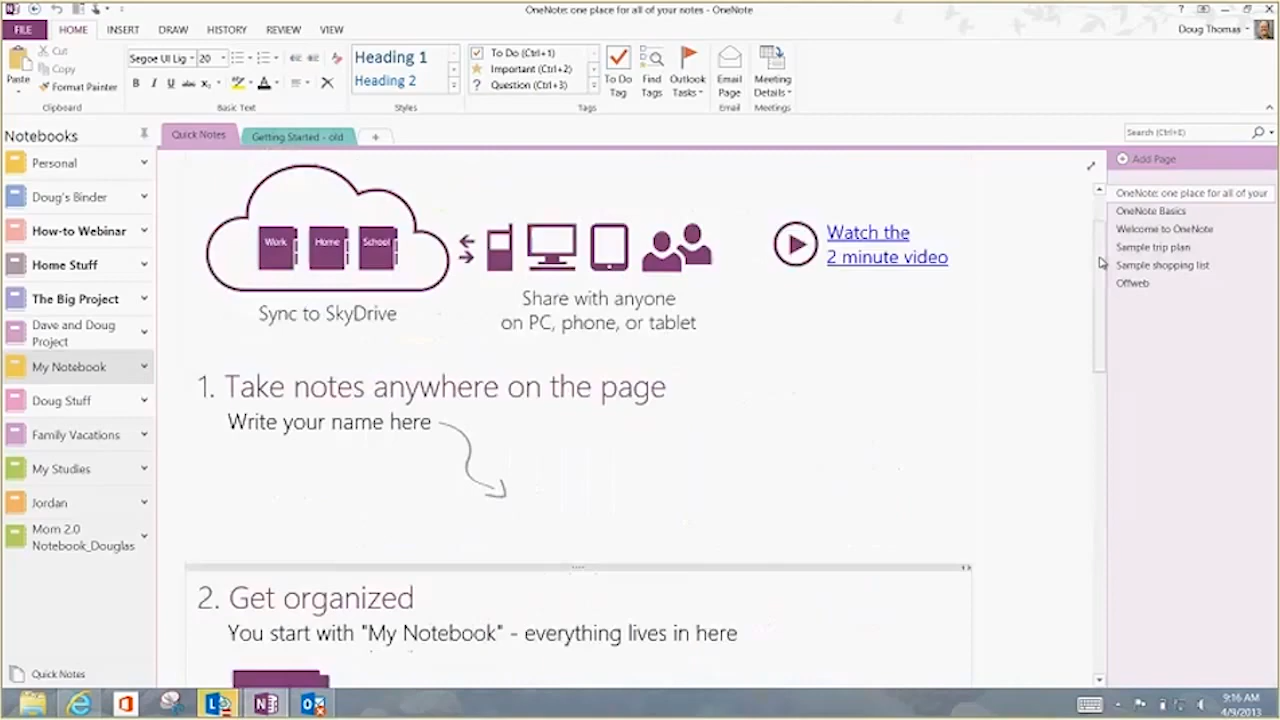 OneNote: one place for all of your notes - OneNote
FILE HOME INSERT DRAW HISTORY REVIEW VIEW
Doug Thomas
Paste
Cut
Copy
Format Painter
Clipboard
Segoe UI Lig 20
B I U abc x
Basic Text
Heading 1
Heading 2
Styles
To Do (Ctrl+1)
Important (Ctrl+2)
Question (Ctrl+3)
Tags
To Do
Tag
Find
Tags
Outlook
Tasks
Email
Page
Email
Meeting
Details
Meetings
Notebooks
Quick Notes
Getting Started - old
Search (Ctrl+E)
Personal
Doug's Binder
How-to Webinar
Home Stuff
The Big Project
Dave and Doug
Project
My Notebook
Doug Stuff
Family Vacations
My Studies
Jordan
Mom 2.0
Notebook_Douglas
Quick Notes
Work Home School
Sync to SkyDrive
Share with anyone
on PC, phone, or tablet
Watch the
2 minute video
1. Take notes anywhere on the page
Write your name here
2. Get organized
You start with "My Notebook" - everything lives in here
Add Page
OneNote: one place for all of your
OneNote Basics
Welcome to OneNote
Sample trip plan
Sample shopping list
Offweb
9:16 AM
4/9/2013